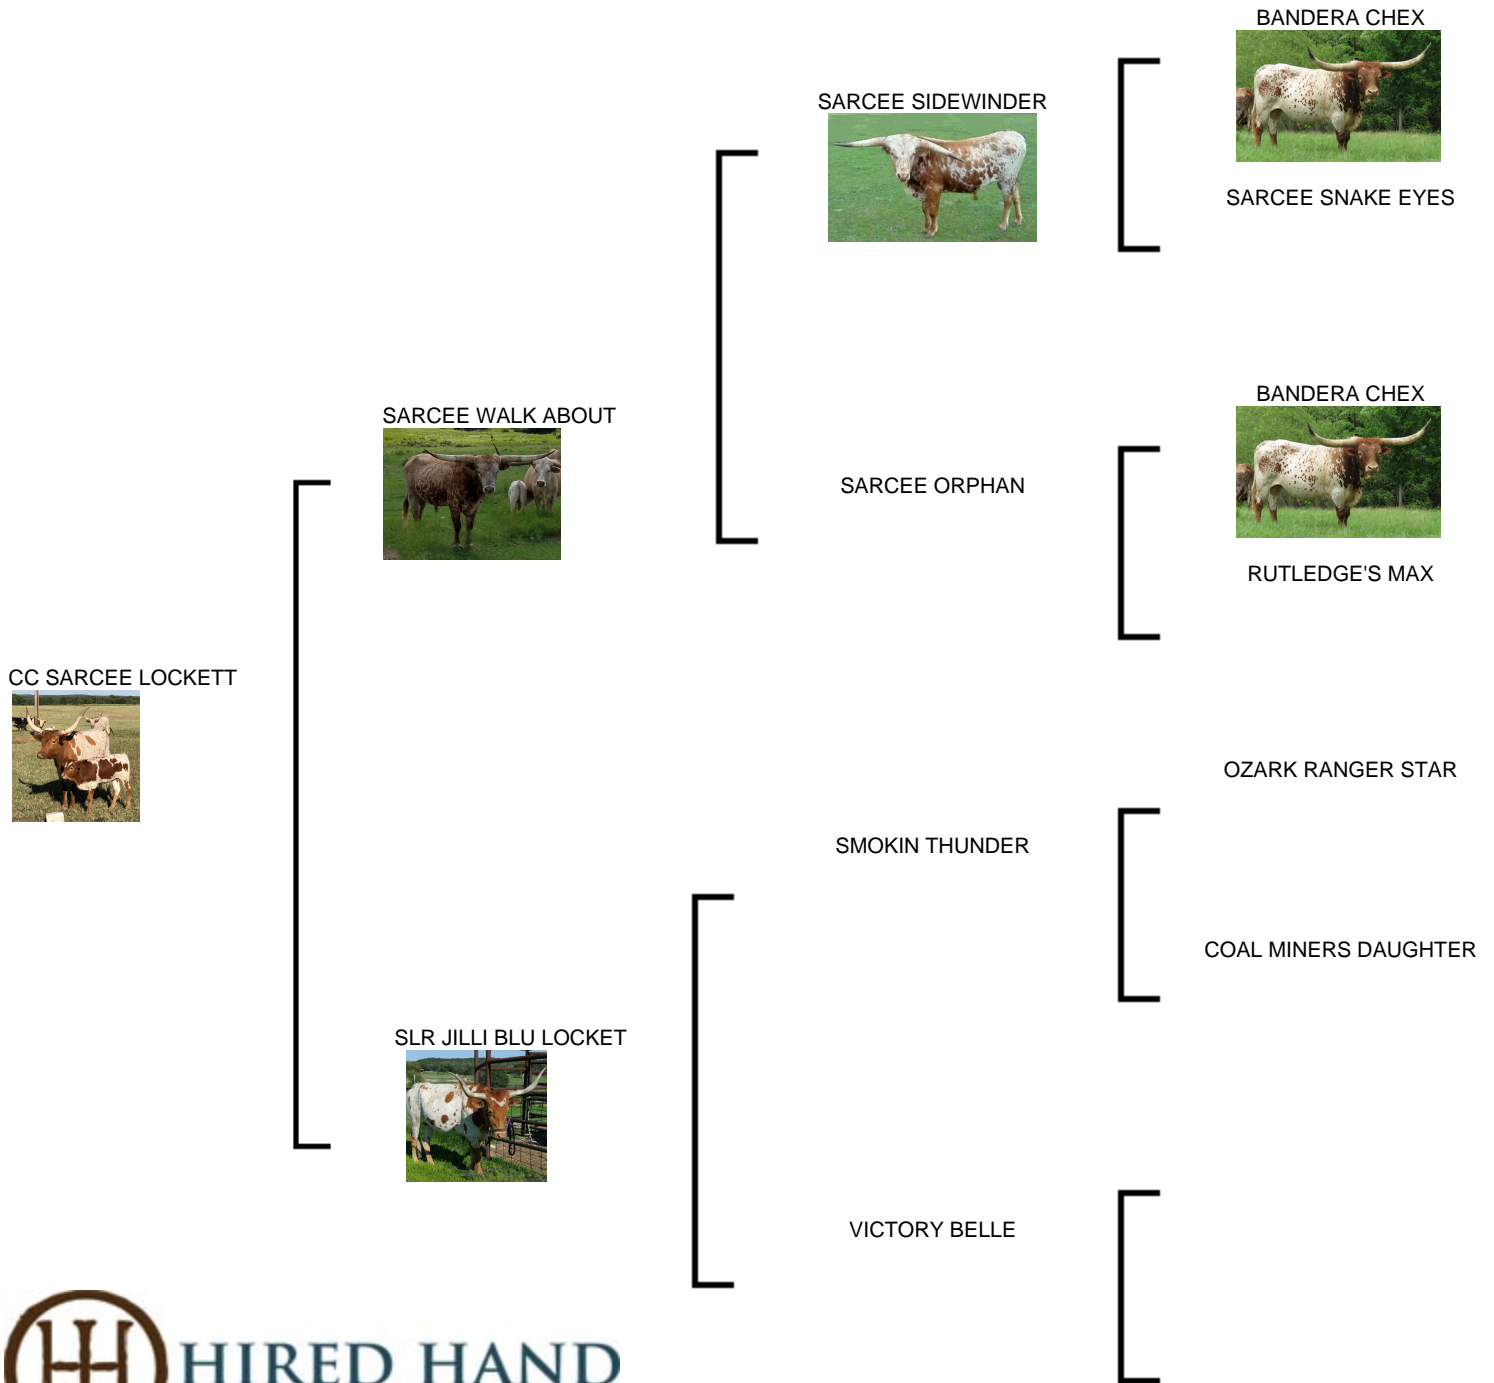 BANDERA CHEX
SARCEE SIDEWINDER
SARCEE SNAKE EYES
SARCEE WALK ABOUT
BANDERA CHEX
SARCEE ORPHAN
RUTLEDGE'S MAX
CC SARCEE LOCKETT
OZARK RANGER STAR
SMOKIN THUNDER
COAL MINERS DAUGHTER
SLR JILLI BLU LOCKET
VICTORY BELLE
HIRED HAND